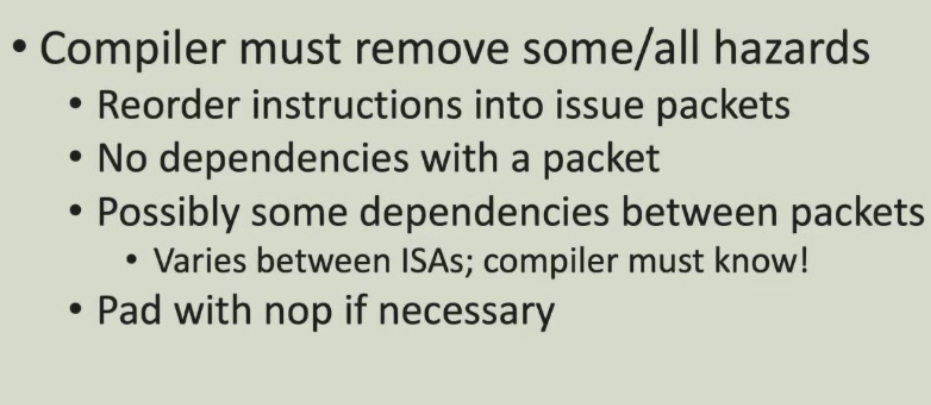 • Compiler must remove some/all hazards
• Reorder instructions into issue packets
• No dependencies with a packet
• Possibly some dependencies between packets
• Varies between ISAs; compiler must know!
• Pad with nop if necessary